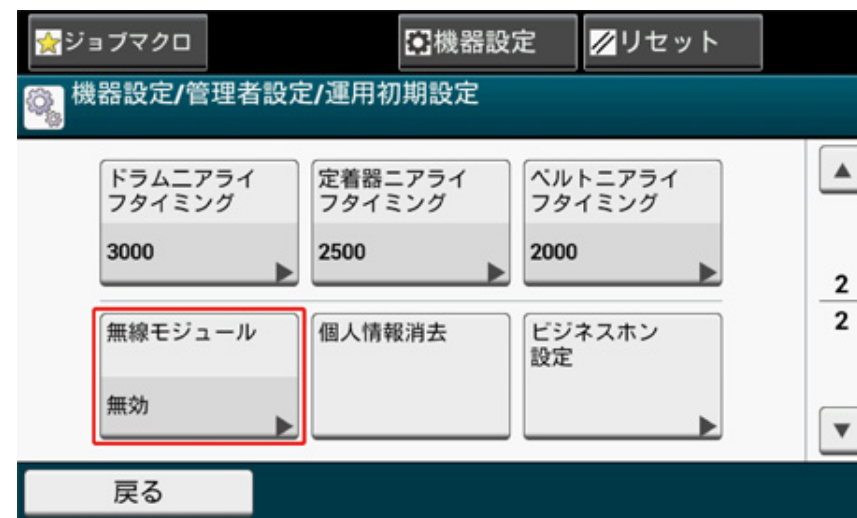 ジョブマクロ
機器設定
リセット
機器設定/管理者設定/運用初期設定
ドラムニアライ
フタイミング
3000
定着器ニアライ
フタイミング
2500
ベルトニアライ
フタイミング
2000
無線モジュール
無効
個人情報消去
ビジネスホン
設定
2
2
戻る